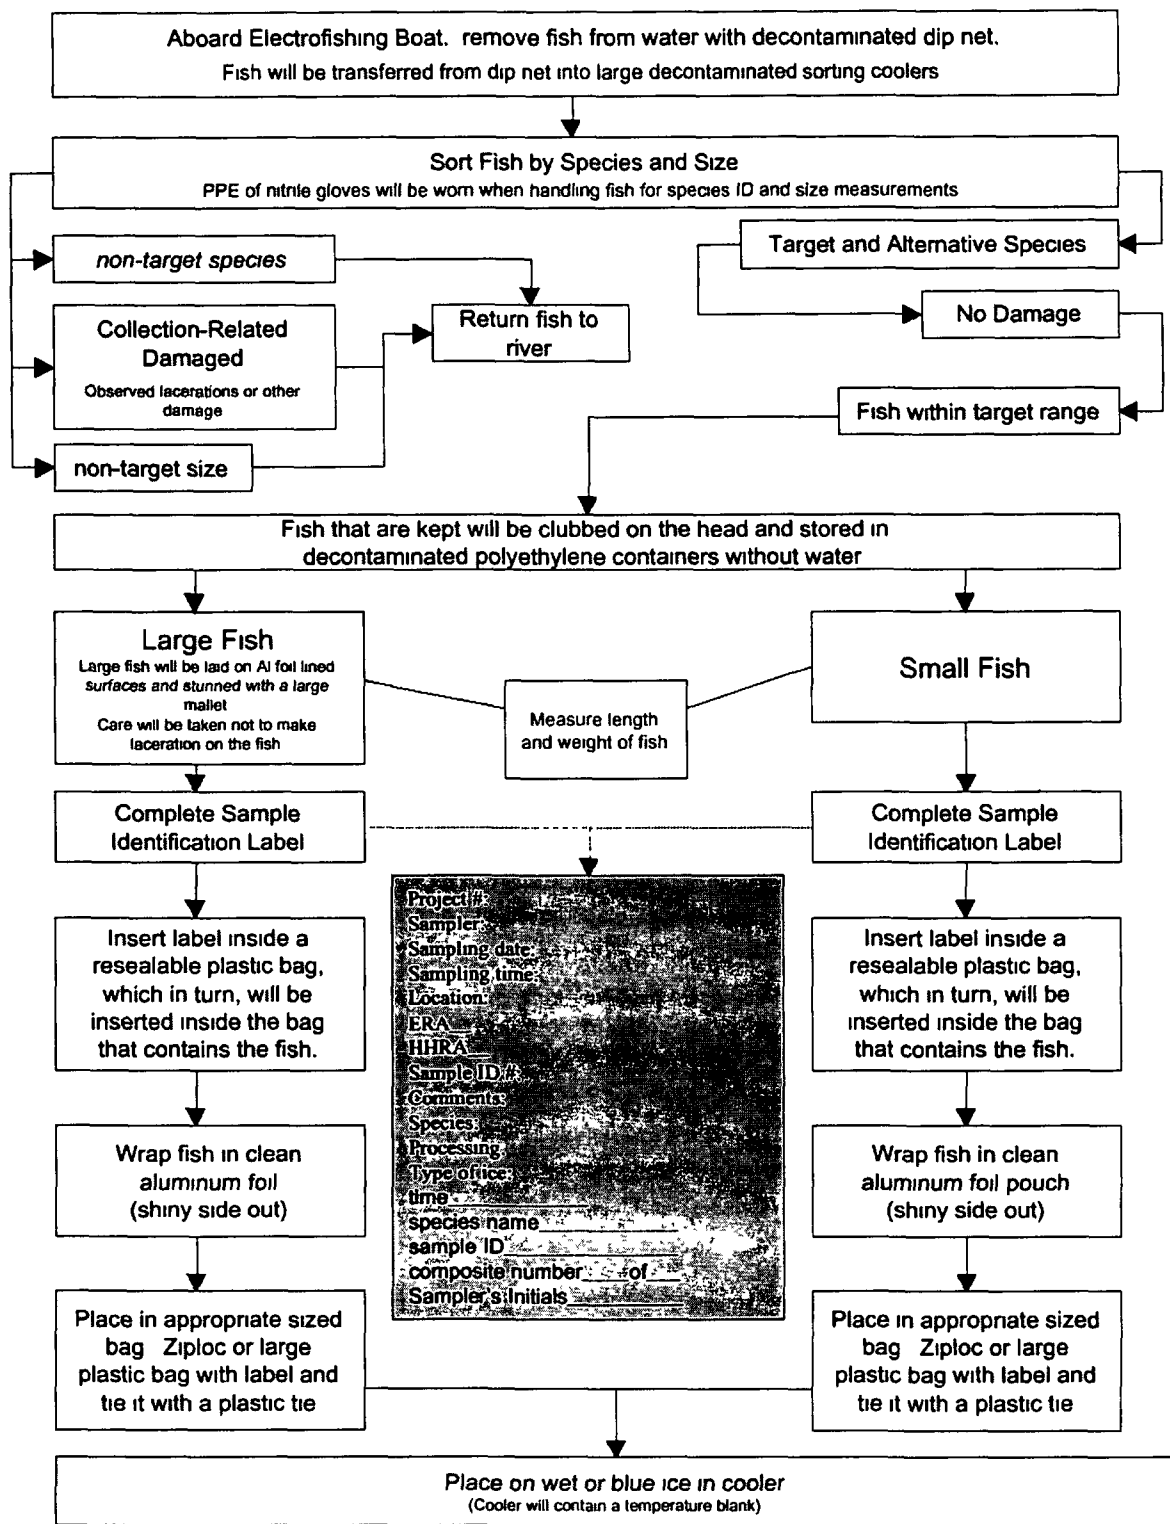 Aboard Electrofishing Boat. remove fish from water with decontaminated dip net.
Fish will be transferred from dip net into large decontaminated sorting coolers
Sort Fish by Species and Size
PPE of nitrile gloves will be worn when handling fish for species ID and size measurements
non-target species
Target and Alternative Species
Collection-Related
Damaged
Observed lacerations or other
damage
Return fish to
river
No Damage
Fish within target range
non-target size
Fish that are kept will be clubbed on the head and stored in
decontaminated polyethylene containers without water
Large Fish
Large fish will be laid on Al foil lined
surfaces and stunned with a large
mallet
Care will be taken not to make
laceration on the fish
Measure length
and weight of fish
Small Fish
Complete Sample
Identification Label
Complete Sample
Identification Label
Insert label inside a
resealable plastic bag,
which in turn, will be
inserted inside the bag
that contains the fish.
Project #:
Sampler:
Sampling date:
Sampling time:
Location:
ERA__
HHRA__
Sample ID #:
Comments:
Species:
Processing
Type of ice:
time____________
species name____________
sample ID____________
composite number____of____
Sampler's Initials____________
Insert label inside a
resealable plastic bag,
which in turn, will be
inserted inside the bag
that contains the fish.
Wrap fish in clean
aluminum foil
(shiny side out)
Wrap fish in clean
aluminum foil pouch
(shiny side out)
Place in appropriate sized
bag Ziploc or large
plastic bag with label and
tie it with a plastic tie
Place in appropriate sized
bag Ziploc or large
plastic bag with label and
tie it with a plastic tie
Place on wet or blue ice in cooler
(Cooler will contain a temperature blank)